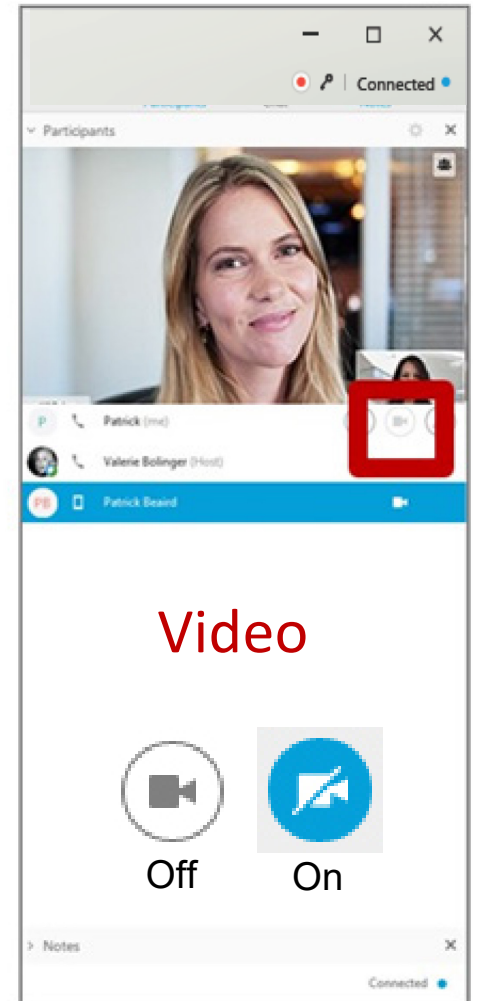 Connected
Participants
Patrick (me)
P
Valerie Bolinger (Host)
PB Patrick Beaird
Video
Off On
Notes
Connected